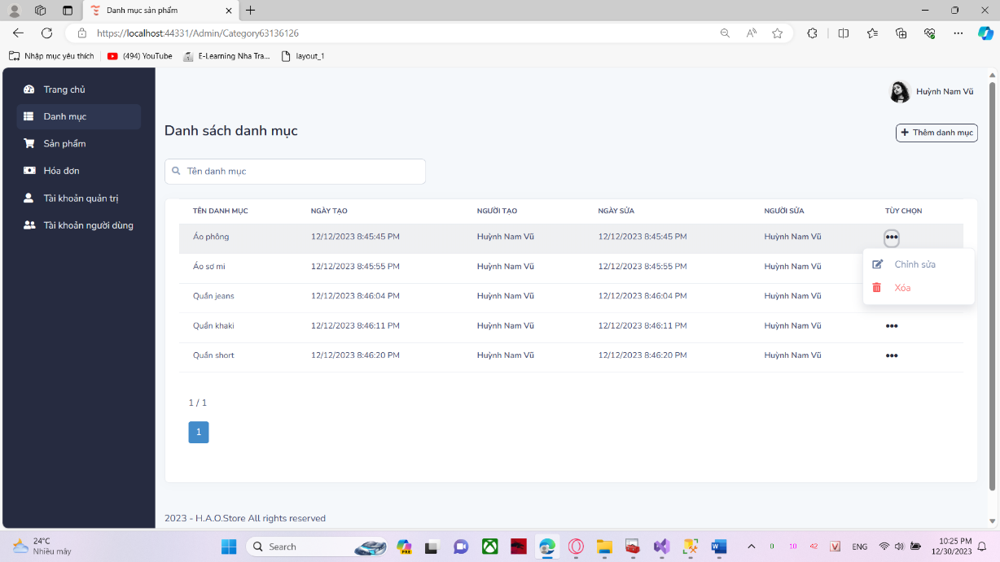 Danh mục sản phẩm
https://localhost:44331/Admin/Category63136126
Nhập mục yêu thích
(494) YouTube
E-Learning Nha Tra...
layout_1
Trang chủ
Danh mục
Sản phẩm
Hóa đơn
Tài khoản quản trị
Tài khoản người dùng
Huỳnh Nam Vũ
Danh sách danh mục
Thêm danh mục
Tên danh mục
TÊN DANH MỤC NGÀY TẠO NGƯỜI TẠO NGÀY SỬA NGƯỜI SỬA TÙY CHỌN
Áo phông 12/12/2023 8:45:45 PM Huỳnh Nam Vũ 12/12/2023 8:45:45 PM Huỳnh Nam Vũ
Áo sơ mi 12/12/2023 8:45:55 PM Huỳnh Nam Vũ 12/12/2023 8:45:55 PM Huỳnh Nam Vũ
Quần jeans 12/12/2023 8:46:04 PM Huỳnh Nam Vũ 12/12/2023 8:46:04 PM Huỳnh Nam Vũ
Quần khaki 12/12/2023 8:46:11 PM Huỳnh Nam Vũ 12/12/2023 8:46:11 PM Huỳnh Nam Vũ
Quần short 12/12/2023 8:46:20 PM Huỳnh Nam Vũ 12/12/2023 8:46:20 PM Huỳnh Nam Vũ
Chỉnh sửa
Xóa
1 / 1
1
2023 - H.A.O.Store All rights reserved
24°C
Nhiều mây
Search
PRE
0 10 42 V ENG
10:25 PM
12/30/2023